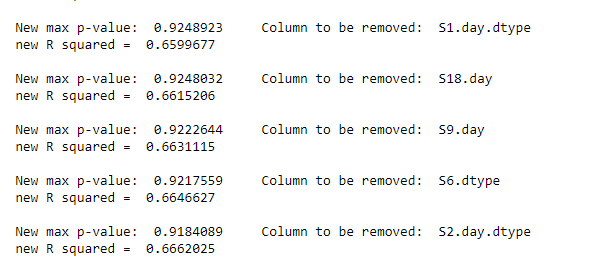 New max p-value:  0.9248923     Column to be removed:  S1.day.dtype
new R squared =  0.6599677
New max p-value:  0.9248032     Column to be removed:  S18.day
new R squared =  0.6615206
New max p-value:  0.9222644     Column to be removed:  S9.day
new R squared =  0.6631115
New max p-value:  0.9217559     Column to be removed:  S6.dtype
new R squared =  0.6646627
New max p-value:  0.9184089     Column to be removed:  S2.day.dtype
new R squared =  0.6662025